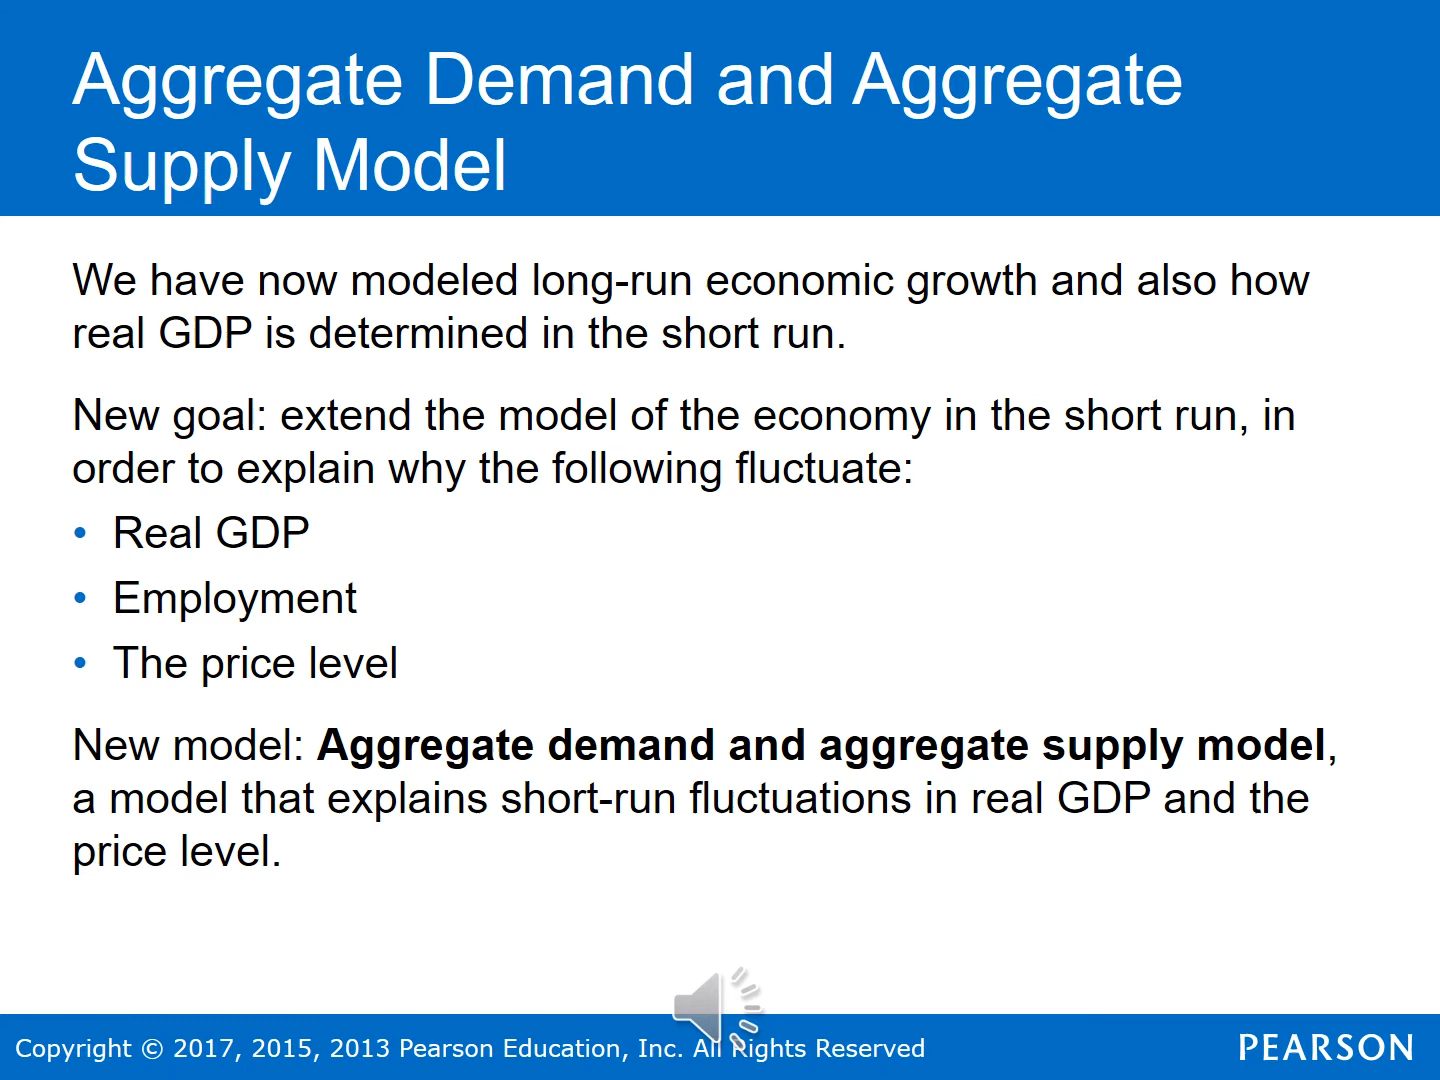 Aggregate Demand and Aggregate
Supply Model
We have now modeled long-run economic growth and also how
real GDP is determined in the short run.
New goal: extend the model of the economy in the short run, in
order to explain why the following fluctuate:
• Real GDP
• Employment
• The price level
New model: Aggregate demand and aggregate supply model,
a model that explains short-run fluctuations in real GDP and the
price level.
Copyright © 2017, 2015, 2013 Pearson Education, Inc. All Rights Reserved
PEARSON